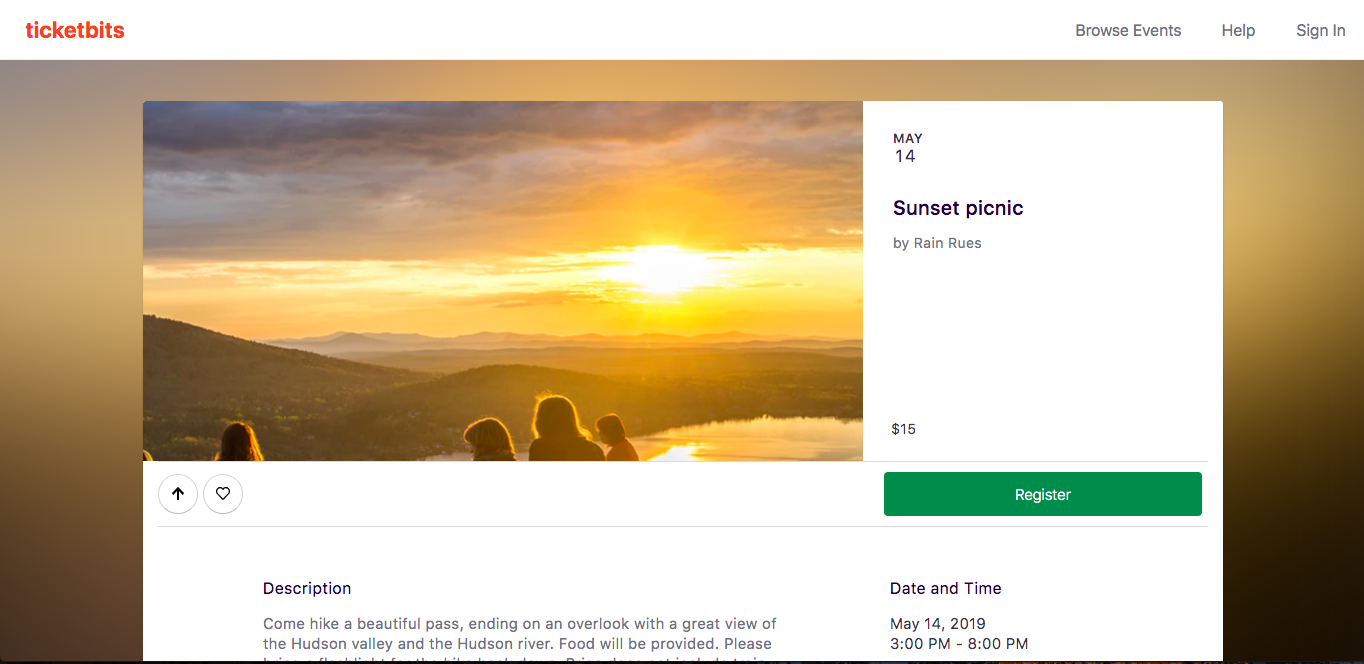 ticketbits
Browse Events
Help
Sign In
MAY
14
Sunset picnic
by Rain Rues
$15
Register
Description
Come hike a beautiful pass, ending on an overlook with a great view of
the Hudson valley and the Hudson river. Food will be provided. Please
Date and Time
May 14, 2019
3:00 PM - 8:00 PM